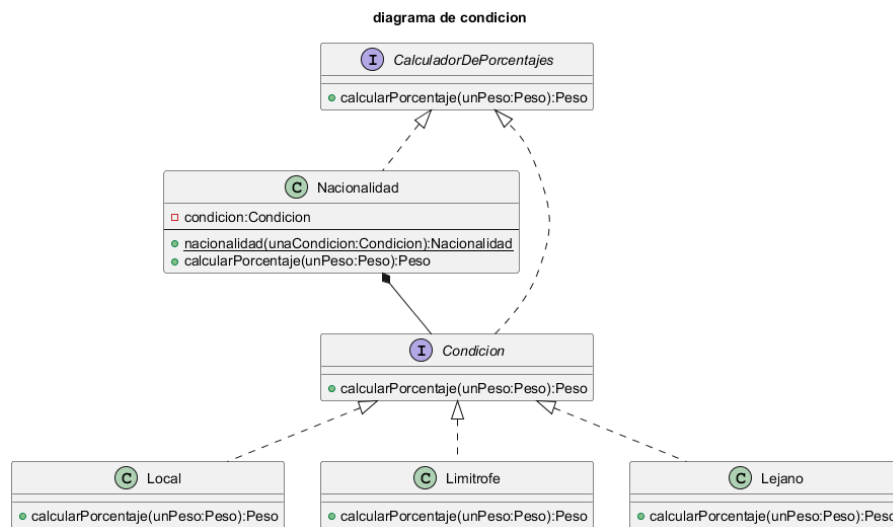 diagrama de condicion
I CalculadorDePorcentajes
calcularPorcentaje(unPeso:Peso):Peso
C Nacionalidad
condicion:Condicion
nacionalidad(unaCondicion:Condicion):Nacionalidad
calcularPorcentaje(unPeso:Peso):Peso
I Condicion
calcularPorcentaje(unPeso:Peso):Peso
C Local
calcularPorcentaje(unPeso:Peso):Peso
C Limitrofe
calcularPorcentaje(unPeso:Peso):Peso
C Lejano
calcularPorcentaje(unPeso:Peso):Peso